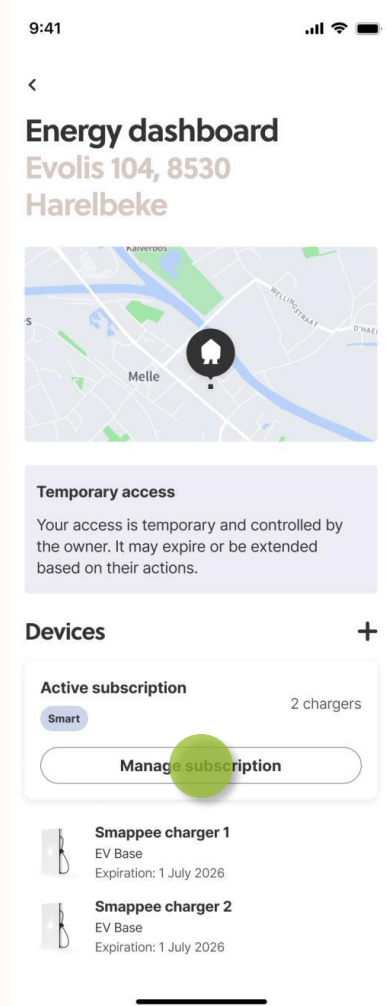 9:41
Energy dashboard
Evolis 104, 8530
Harelbeke
Kalverbos
WELLINGSTRAAT
D'HAEI
s
Melle
Temporary access
Your access is temporary and controlled by
the owner. It may expire or be extended
based on their actions.
Devices
Active subscription
Smart
2 chargers
Manage subscription
Smappee charger 1
EV Base
Expiration: 1 July 2026
Smappee charger 2
EV Base
Expiration: 1 July 2026